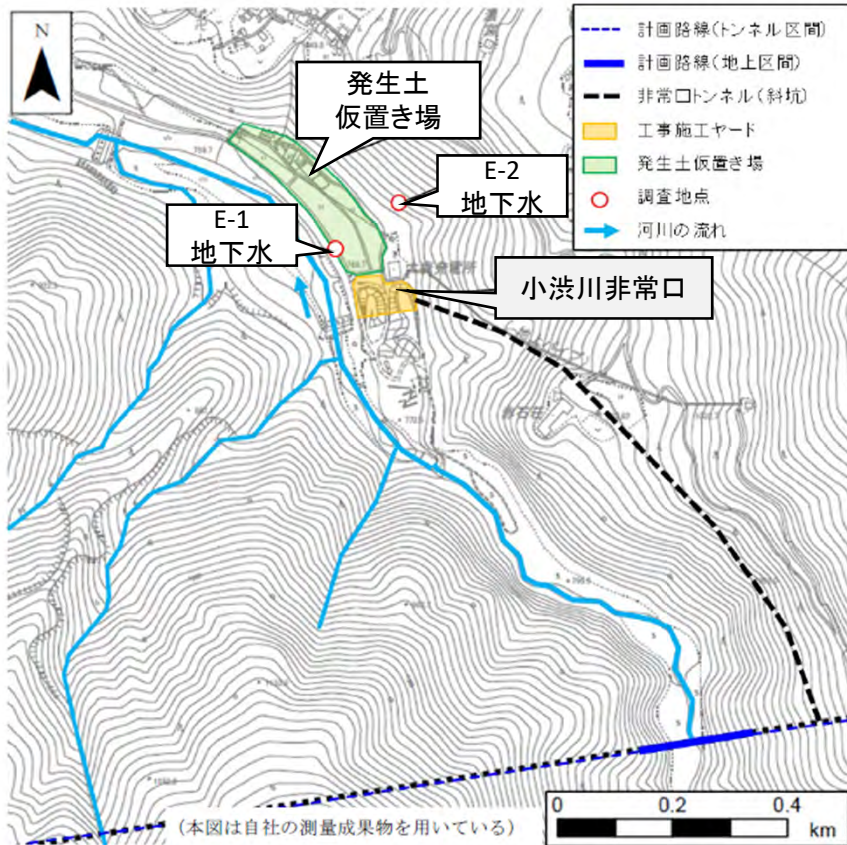 N
計画路線(トンネル区間)
計画路線(地上区間)
非常口トンネル(斜坑)
工事施工ヤード
発生土仮置き場
調査地点
河川の流れ
発生土
仮置き場
E-2
地下水
E-1
地下水
小渋川非常口
(本図は自社の測量成果物を用いている)
0 0.2 0.4
km